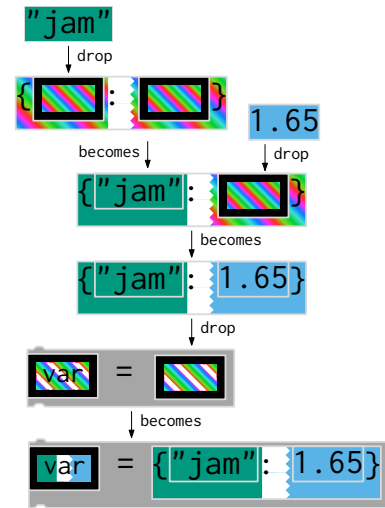 "jam"
drop
{ : }
1.65
becomes
drop
{"jam": }
becomes
{"jam": 1.65}
drop
var =
becomes
var = {"jam": 1.65}